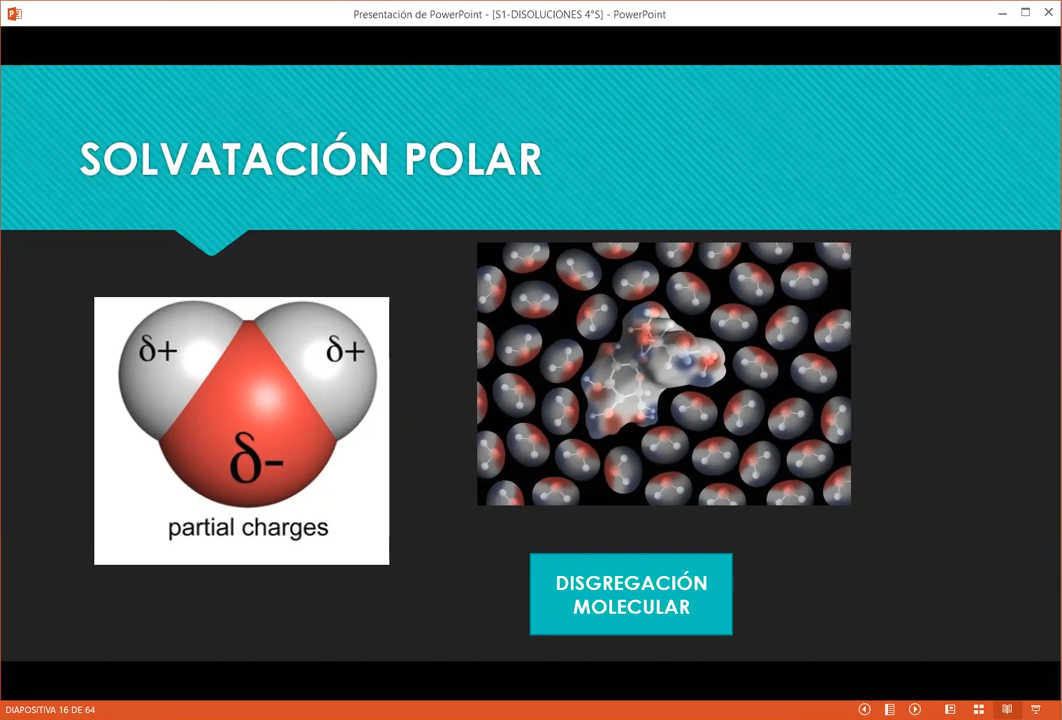 Presentación de PowerPoint - [S1-DISOLUCIONES 4°S] - PowerPoint
SOLVATACIÓN POLAR
δ+ δ+
δ-
partial charges
DISGREGACIÓN
MOLECULAR
DIAPOSITIVA 16 DE 64